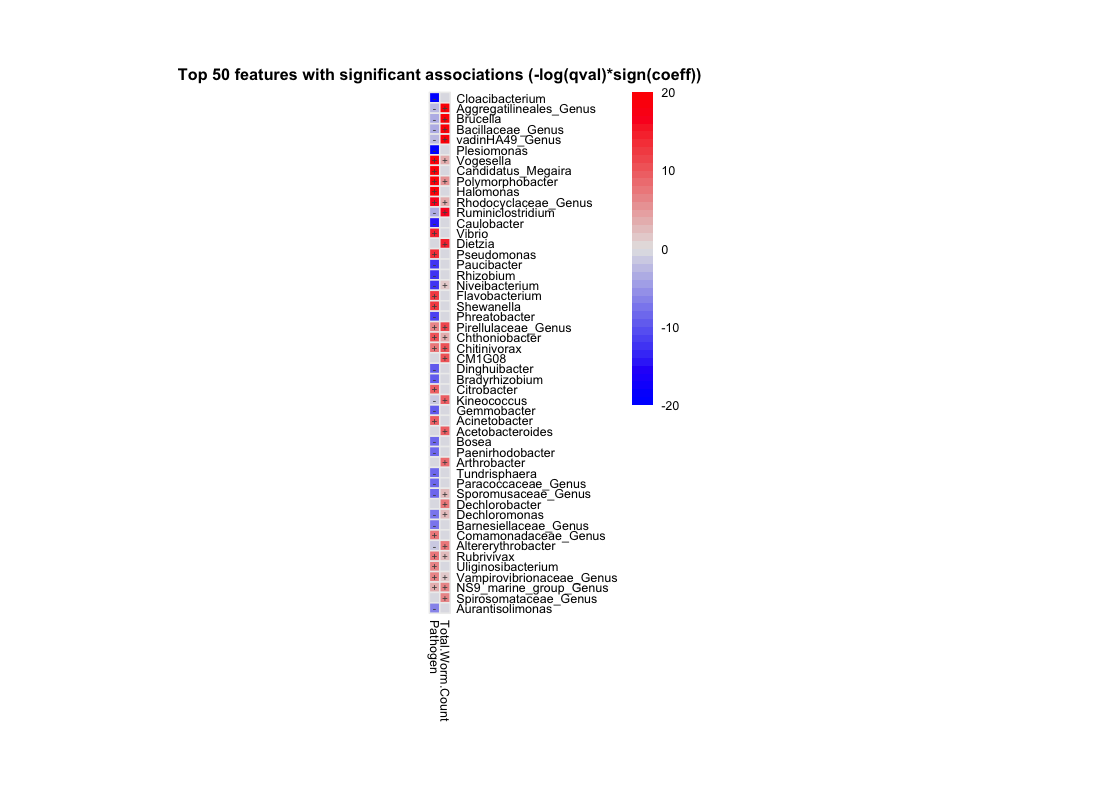 Top 50 features with significant associations (-log(qval)*sign(coeff))
Cloacibacterium
Aggregatilineales_Genus
Brucella
Bacillaceae_Genus
vadinHA49_Genus
Plesiomonas
Vogesella
Candidatus_Megaira
Polymorphobacter
Halomonas
Rhodocyclaceae_Genus
Ruminiclostridium
Caulobacter
Vibrio
Dietzia
Pseudomonas
Paucibacter
Rhizobium
Niveibacterium
Flavobacterium
Shewanella
Phreatobacter
Pirellulaceae_Genus
Chthoniobacter
Chitinivorax
CM1G08
Dinghuibacter
Bradyrhizobium
Citrobacter
Kineococcus
Gemmobacter
Acinetobacter
Acetobacteroides
Bosea
Paenirhodobacter
Arthrobacter
Tundrisphaera
Paracoccaceae_Genus
Sporomusaceae_Genus
Dechlorobacter
Dechloromonas
Barnesiellaceae_Genus
Comamonadaceae_Genus
Altererythrobacter
Rubrivivax
Uliginosibacterium
Vampirovibrionaceae_Genus
NS9_marine_group_Genus
Spirosomataceae_Genus
Aurantisolimonas
20
10
0
-10
-20
Pathogen
Total.Worm.Count